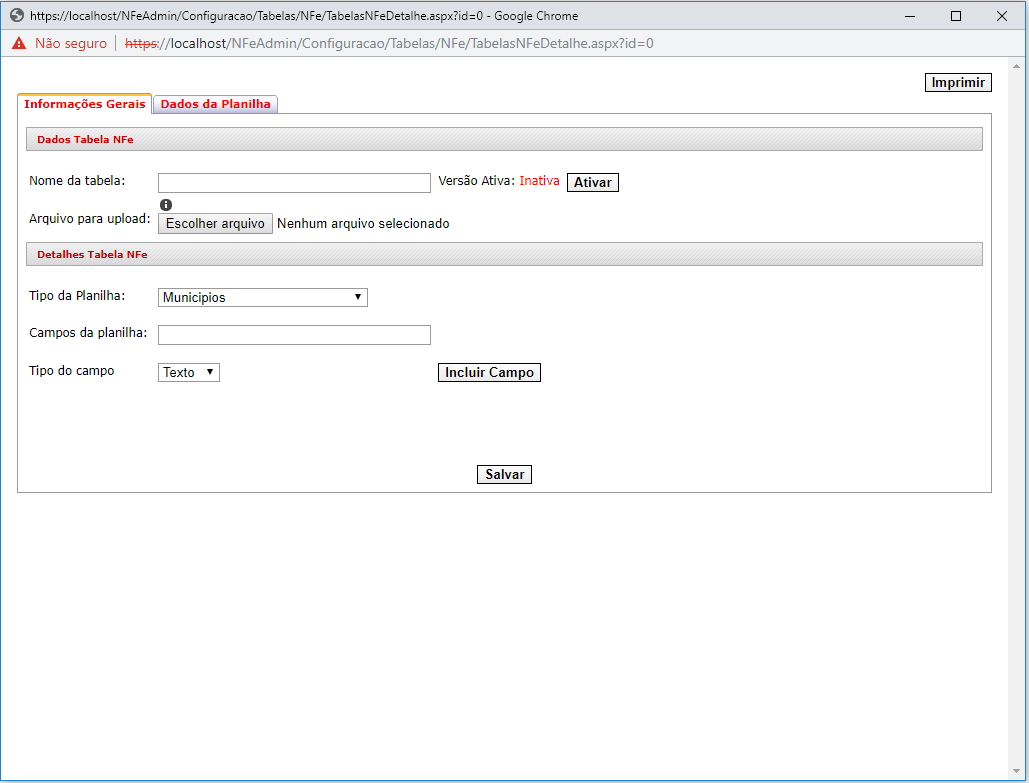 https://localhost/NFeAdmin/Configuracao/Tabelas/NFe/TabelasNFeDetalhe.aspx?id=0 - Google Chrome
Não seguro | https://localhost/NFeAdmin/Configuracao/Tabelas/NFe/TabelasNFeDetalhe.aspx?id=0
Imprimir
Informações Gerais Dados da Planilha
Dados Tabela NFe
Nome da tabela: Versão Ativa: Inativa Ativar
Arquivo para upload: Escolher arquivo Nenhum arquivo selecionado
Detalhes Tabela NFe
Tipo da Planilha: Municipios
Campos da planilha:
Tipo do campo Texto Incluir Campo
Salvar